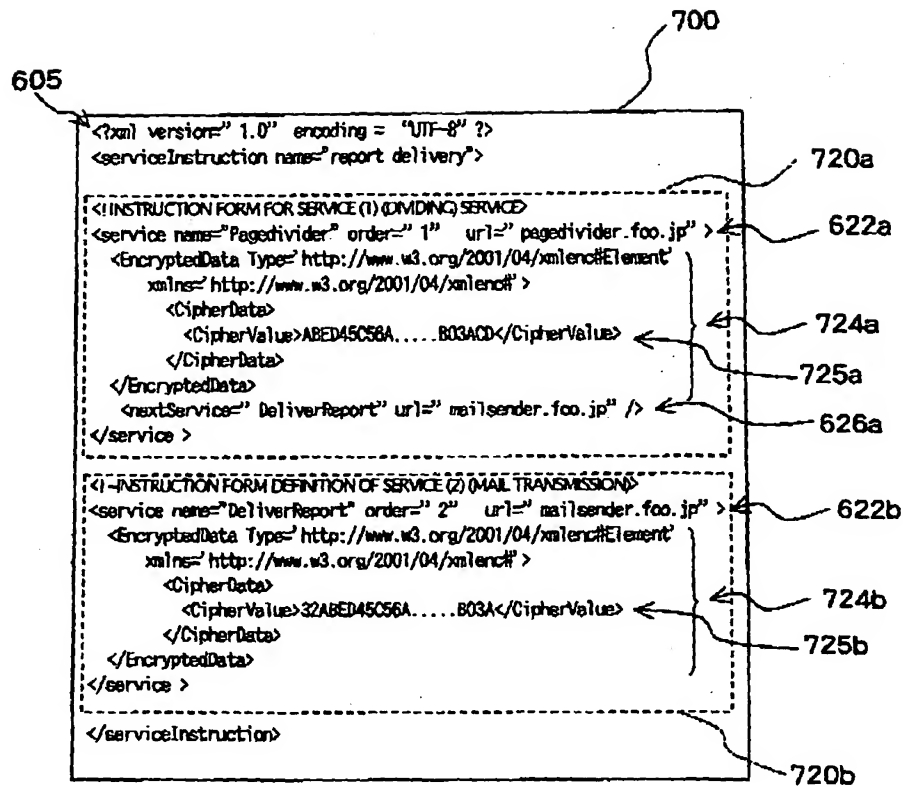 700
605
<?xml version=" 1.0" encoding = "UTF-8" ?>
<serviceInstruction name="report delivery">
720a
<! INSTRUCTION FORM FOR SERVICE (1) (DIVIDING) SERVICE>
<service name="Pagedivider" order=" 1" url=" pagedivider.foo.jp" >
622a
<EncryptedData Type='http://www.w3.org/2001/04/xmlenc#Element'
xmlns='http://www.w3.org/2001/04/xmlenc#' >
<CipherData>
724a
<CipherValue>ABED45C56A.....B03ACD</CipherValue>
725a
</CipherData>
</EncryptedData>
<nextService=" DeliverReport" url=" mailsender.foo.jp" />
626a
</service >
<! -INSTRUCTION FORM DEFINITION OF SERVICE (2) (MAIL TRANSMISSION)>
<service name="DeliverReport" order=" 2" url=" mailsender.foo.jp" >
622b
<EncryptedData Type='http://www.w3.org/2001/04/xmlenc#Element'
xmlns='http://www.w3.org/2001/04/xmlenc#' >
<CipherData>
724b
<CipherValue>32ABED45C56A.....B03A</CipherValue>
725b
</CipherData>
</EncryptedData>
</service >
</serviceInstruction>
720b